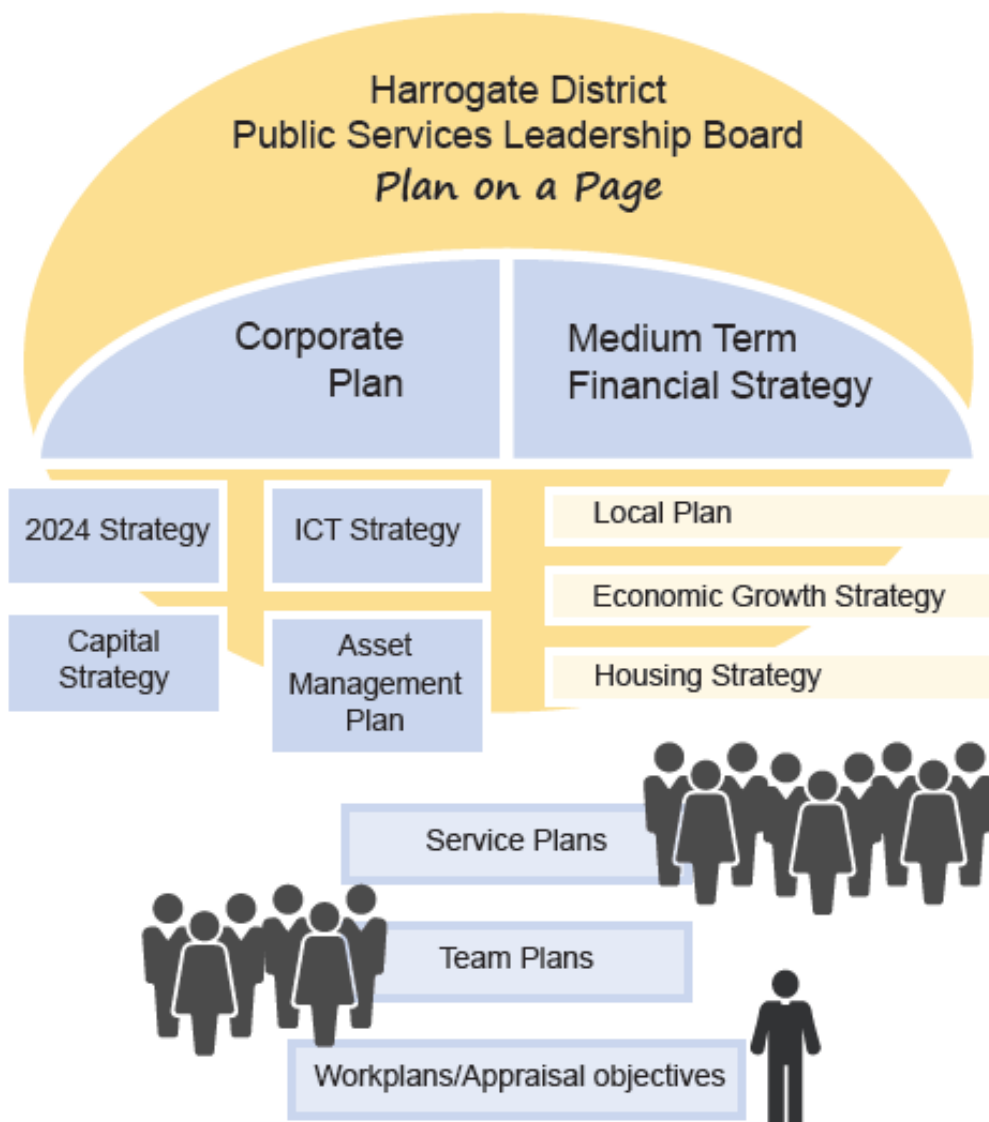 Harrogate District
Public Services Leadership Board
Plan on a Page
Corporate
Plan
Medium Term
Financial Strategy
2024 Strategy
ICT Strategy
Local Plan
Economic Growth Strategy
Capital
Strategy
Asset
Management
Plan
Housing Strategy
Service Plans
Team Plans
Workplans/Appraisal objectives